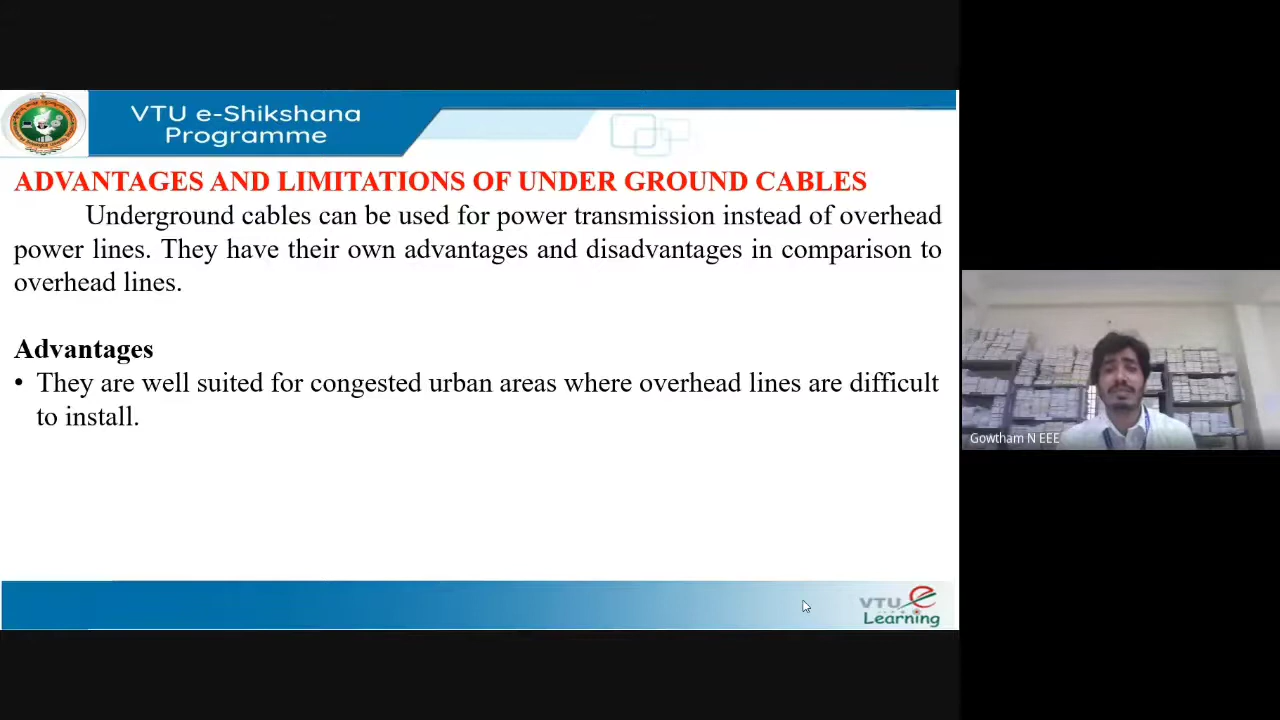 VTU e-Shikshana
Programme
ADVANTAGES AND LIMITATIONS OF UNDER GROUND CABLES
Underground cables can be used for power transmission instead of overhead
power lines. They have their own advantages and disadvantages in comparison to
overhead lines.
Advantages
• They are well suited for congested urban areas where overhead lines are difficult
to install.
Gowtham N EEE
VTU e
Learning